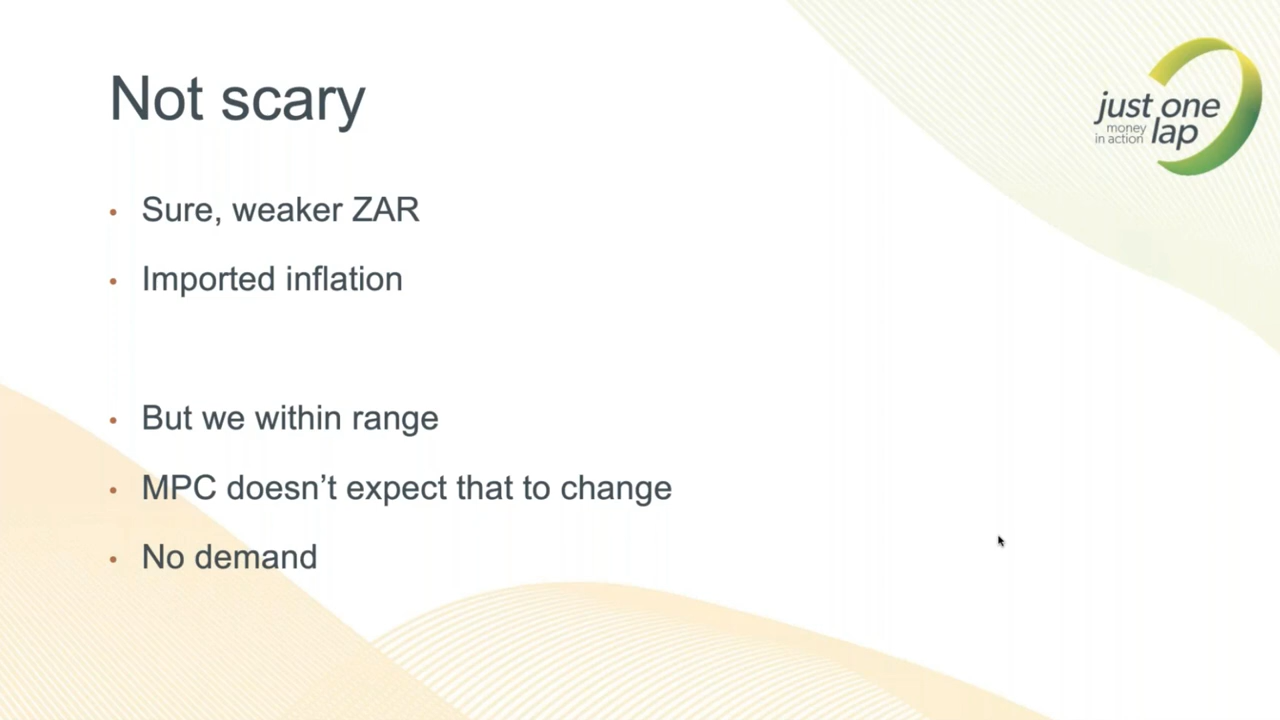 Not scary
just one
money
in action lap
• Sure, weaker ZAR
• Imported inflation
• But we within range
• MPC doesn’t expect that to change
• No demand